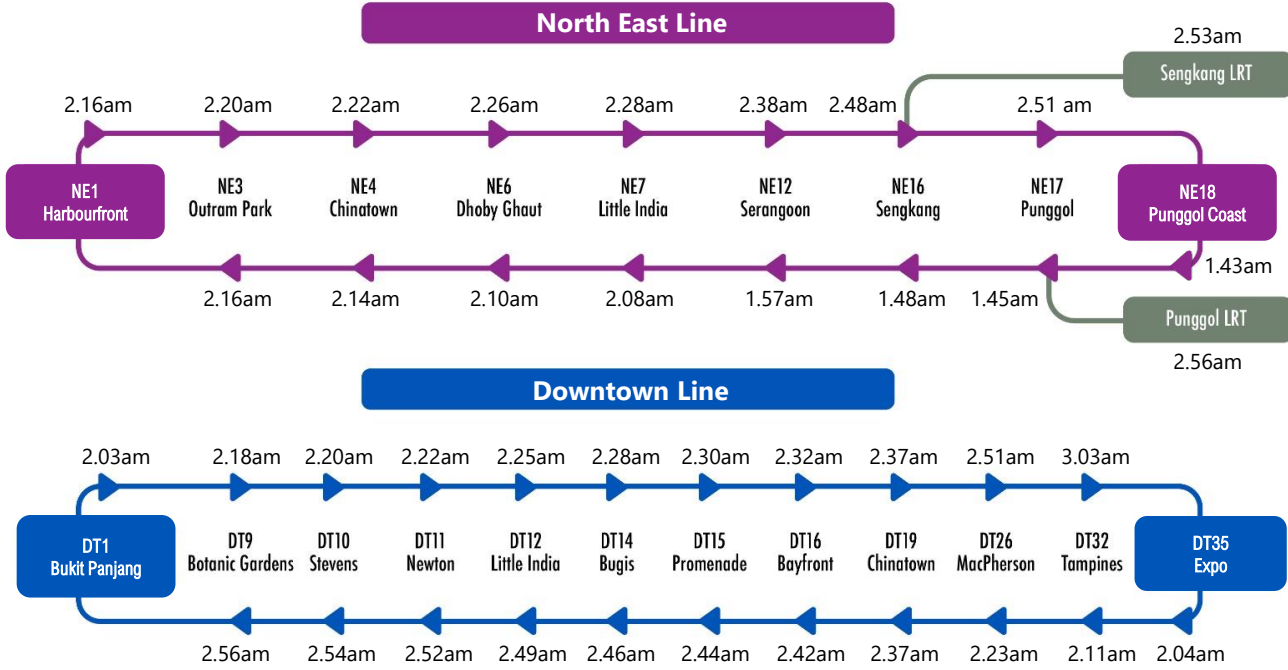 North East Line
2.53am
Sengkang LRT
2.16am 2.20am 2.22am 2.26am 2.28am 2.38am 2.48am 2.51 am
NE1 NE3 NE4 NE6 NE7 NE12 NE16 NE17 NE18
Harbourfront Outram Park Chinatown Dhoby Ghaut Little India Serangoon Sengkang Punggol Punggol Coast
1.43am
2.16am 2.14am 2.10am 2.08am 1.57am 1.48am 1.45am
Punggol LRT
2.56am
Downtown Line
2.03am 2.18am 2.20am 2.22am 2.25am 2.28am 2.30am 2.32am 2.37am 2.51am 3.03am
DT1 DT9 DT10 DT11 DT12 DT14 DT15 DT16 DT19 DT26 DT32 DT35
Bukit Panjang Botanic Gardens Stevens Newton Little India Bugis Promenade Bayfront Chinatown MacPherson Tampines Expo
2.56am 2.54am 2.52am 2.49am 2.46am 2.44am 2.42am 2.37am 2.23am 2.11am 2.04am